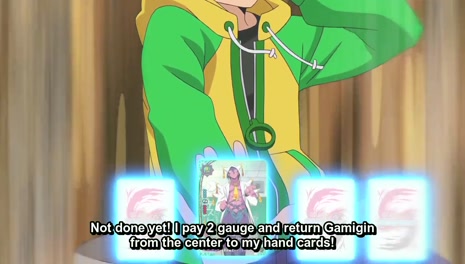 Not done yet! I pay 2 gauge and return Gamigin
from the center to my hand cards!